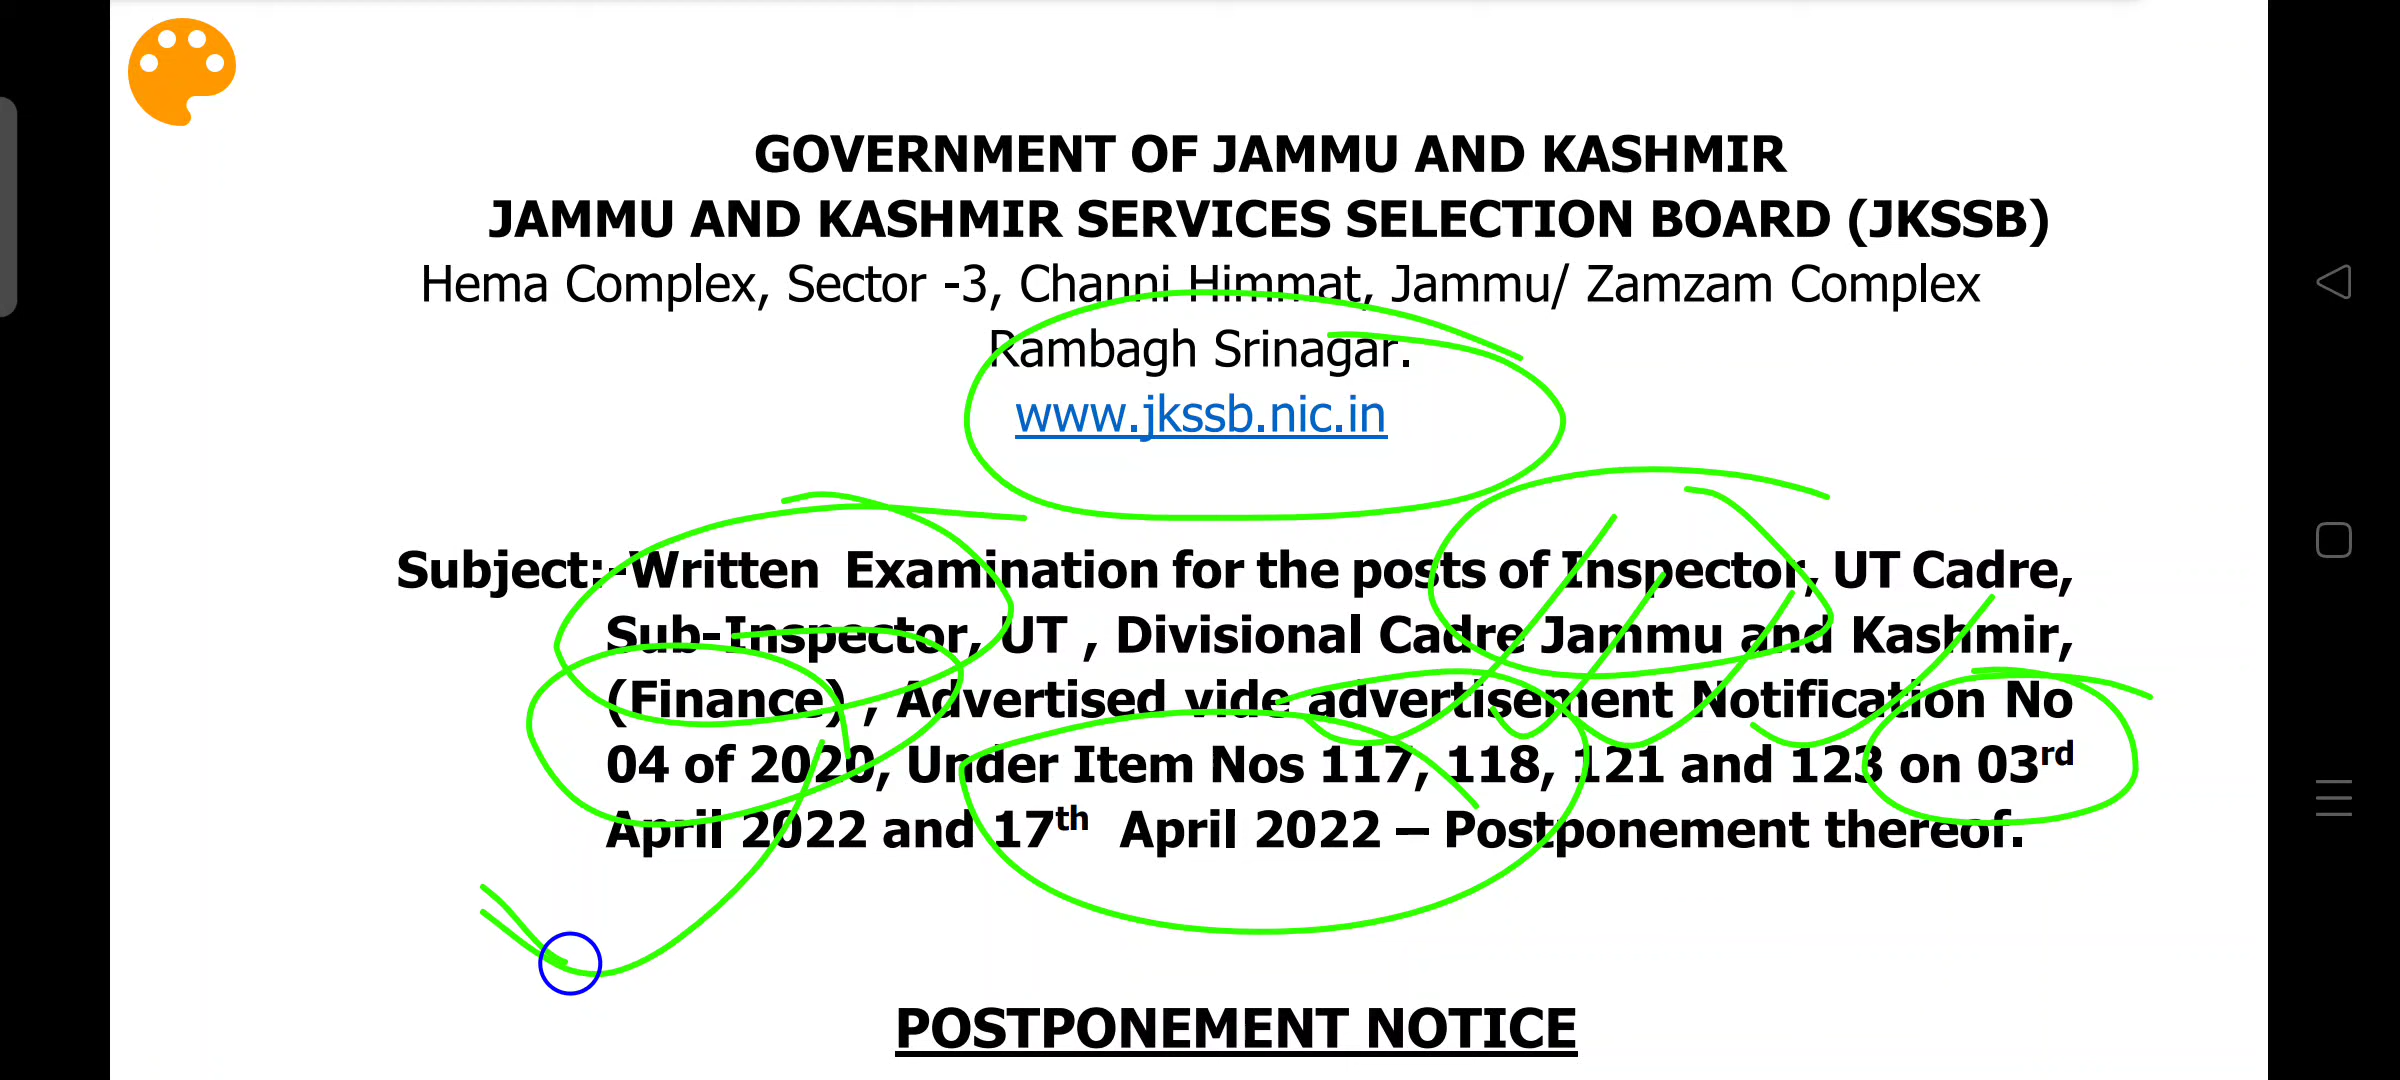 GOVERNMENT OF JAMMU AND KASHMIR
JAMMU AND KASHMIR SERVICES SELECTION BOARD (JKSSB)
Hema Complex, Sector -3, Channi Himmat, Jammu/ Zamzam Complex
Rambagh Srinagar.
www.jkssb.nic.in
Subject:-Written Examination for the posts of Inspector, UT Cadre,
Sub-Inspector, UT , Divisional Cadre Jammu and Kashmir,
(Finance) , Advertised vide advertisement Notification No
04 of 2020, Under Item Nos 117, 118, 121 and 123 on 03rd
April 2022 and 17th April 2022 – Postponement thereof.
POSTPONEMENT NOTICE